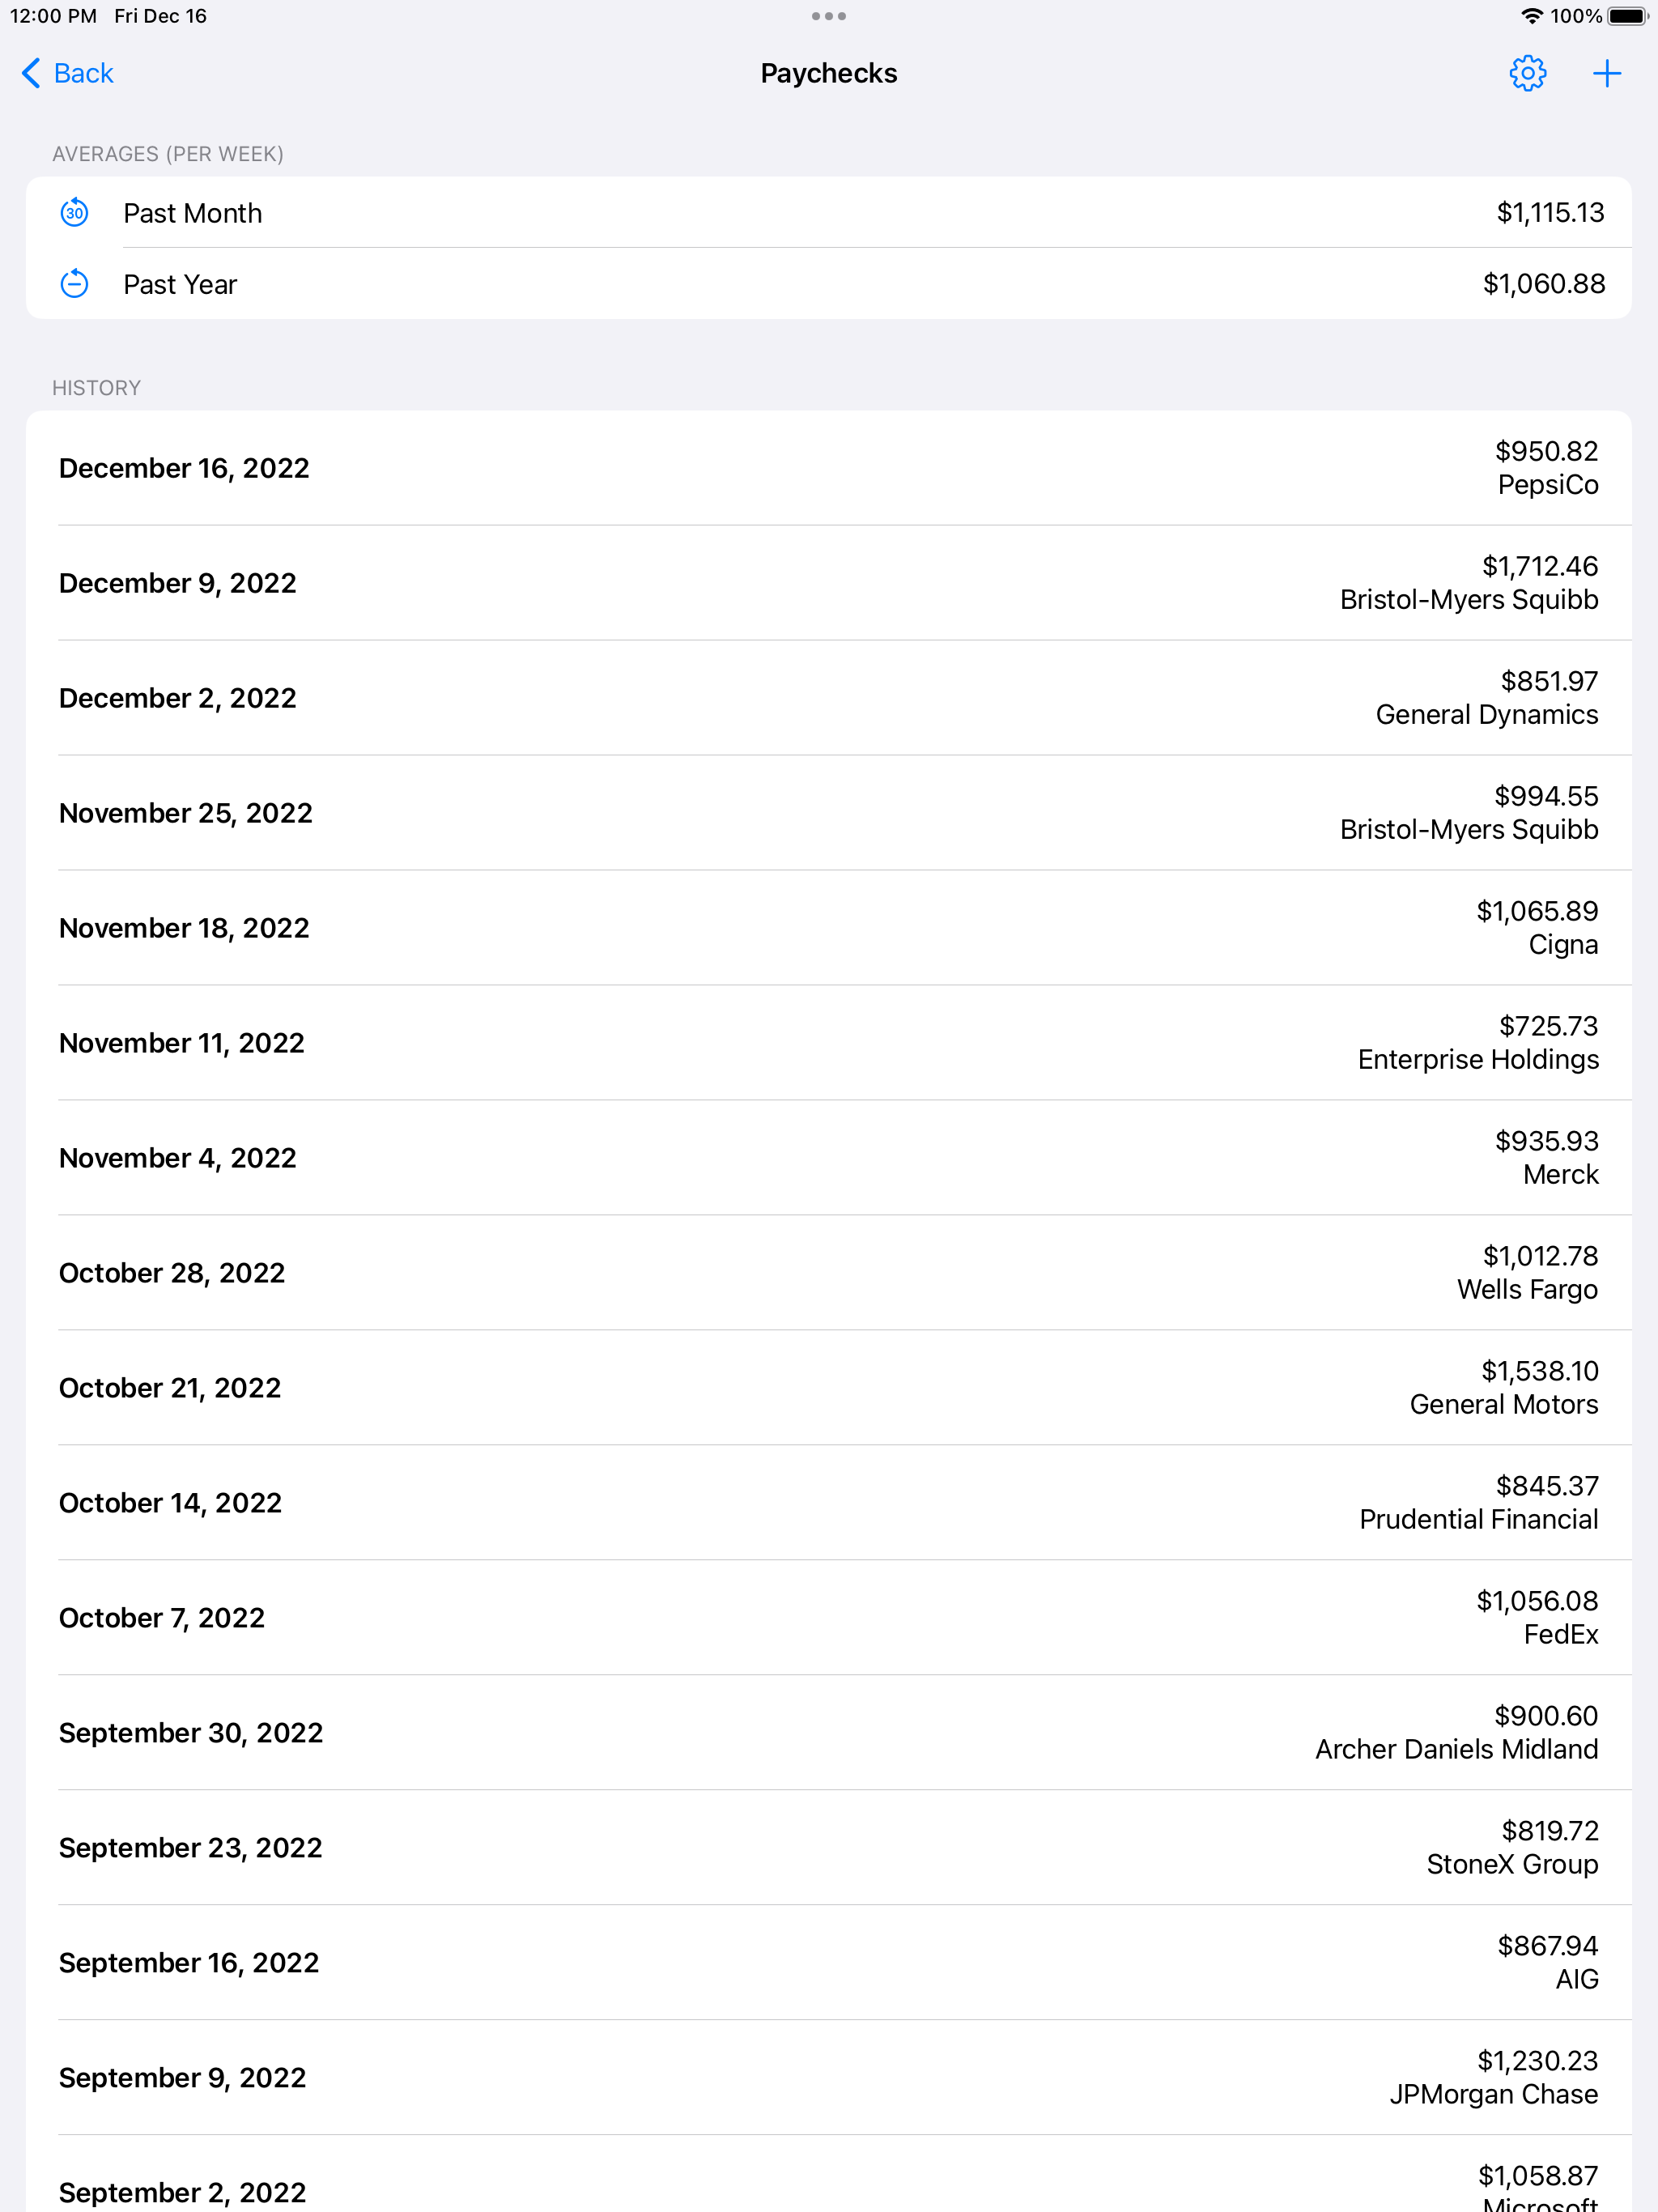 12:00 PM Fri Dec 16 100%
Back Paychecks
AVERAGES (PER WEEK)
30 Past Month $1,115.13
Past Year $1,060.88
HISTORY
December 16, 2022 $950.82
PepsiCo
December 9, 2022 $1,712.46
Bristol-Myers Squibb
December 2, 2022 $851.97
General Dynamics
November 25, 2022 $994.55
Bristol-Myers Squibb
November 18, 2022 $1,065.89
Cigna
November 11, 2022 $725.73
Enterprise Holdings
November 4, 2022 $935.93
Merck
October 28, 2022 $1,012.78
Wells Fargo
October 21, 2022 $1,538.10
General Motors
October 14, 2022 $845.37
Prudential Financial
October 7, 2022 $1,056.08
FedEx
September 30, 2022 $900.60
Archer Daniels Midland
September 23, 2022 $819.72
StoneX Group
September 16, 2022 $867.94
AIG
September 9, 2022 $1,230.23
JPMorgan Chase
September 2, 2022 $1,058.87
Microsoft